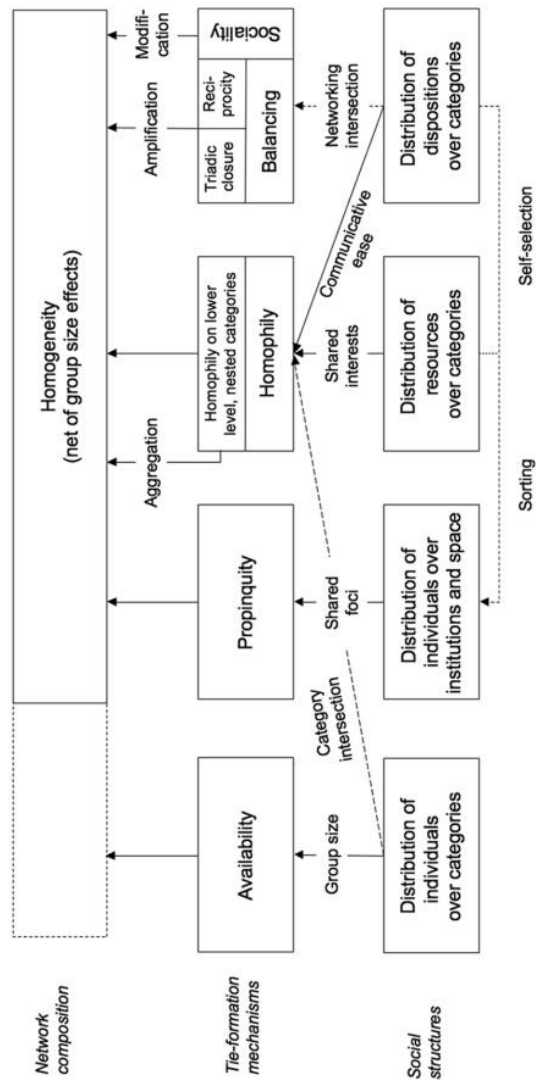 Network
composition
Homogeneity
(net of group size effects)
Aggregation
Amplification
Modifi-
cation
Tie-formation
mechanisms
Availability
Propinquity
Homophily on lower
level, nested categories
Homophily
Triadic
closure
Reci-
procity
Balancing
Sociality
Group size
Category
intersection
Shared
foci
Shared
interests
Communicative
ease
Networking
intersection
Social
structures
Distribution of
individuals
over categories
Distribution of
individuals over
institutions and space
Distribution of
resources
over categories
Distribution of
dispositions
over categories
Sorting
Self-selection